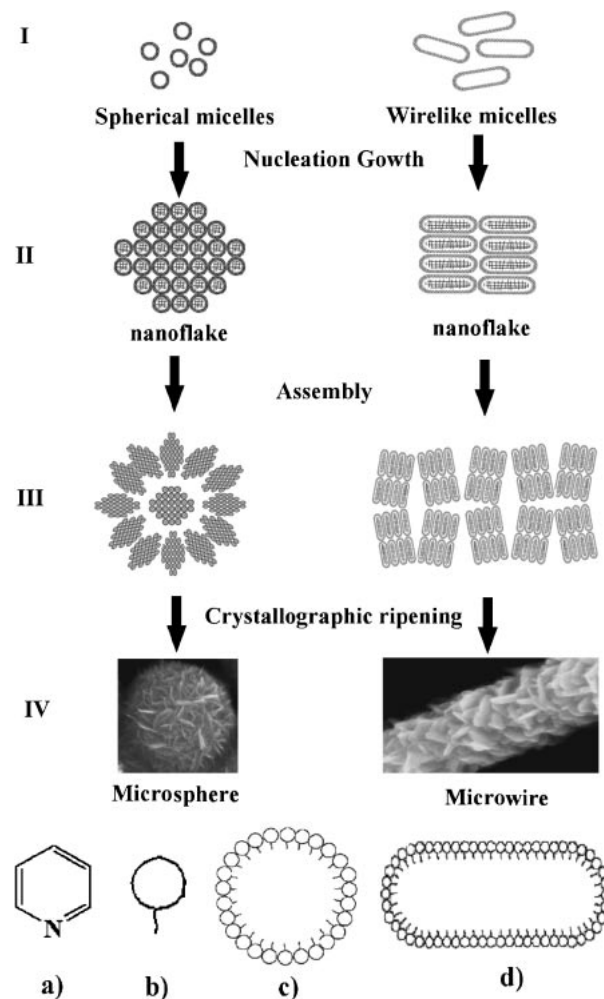 I
Spherical micelles Wirelike micelles
Nucleation Gowth
II
nanoflake nanoflake
Assembly
III
Crystallographic ripening
IV
Microsphere Microwire
N
a) b) c) d)